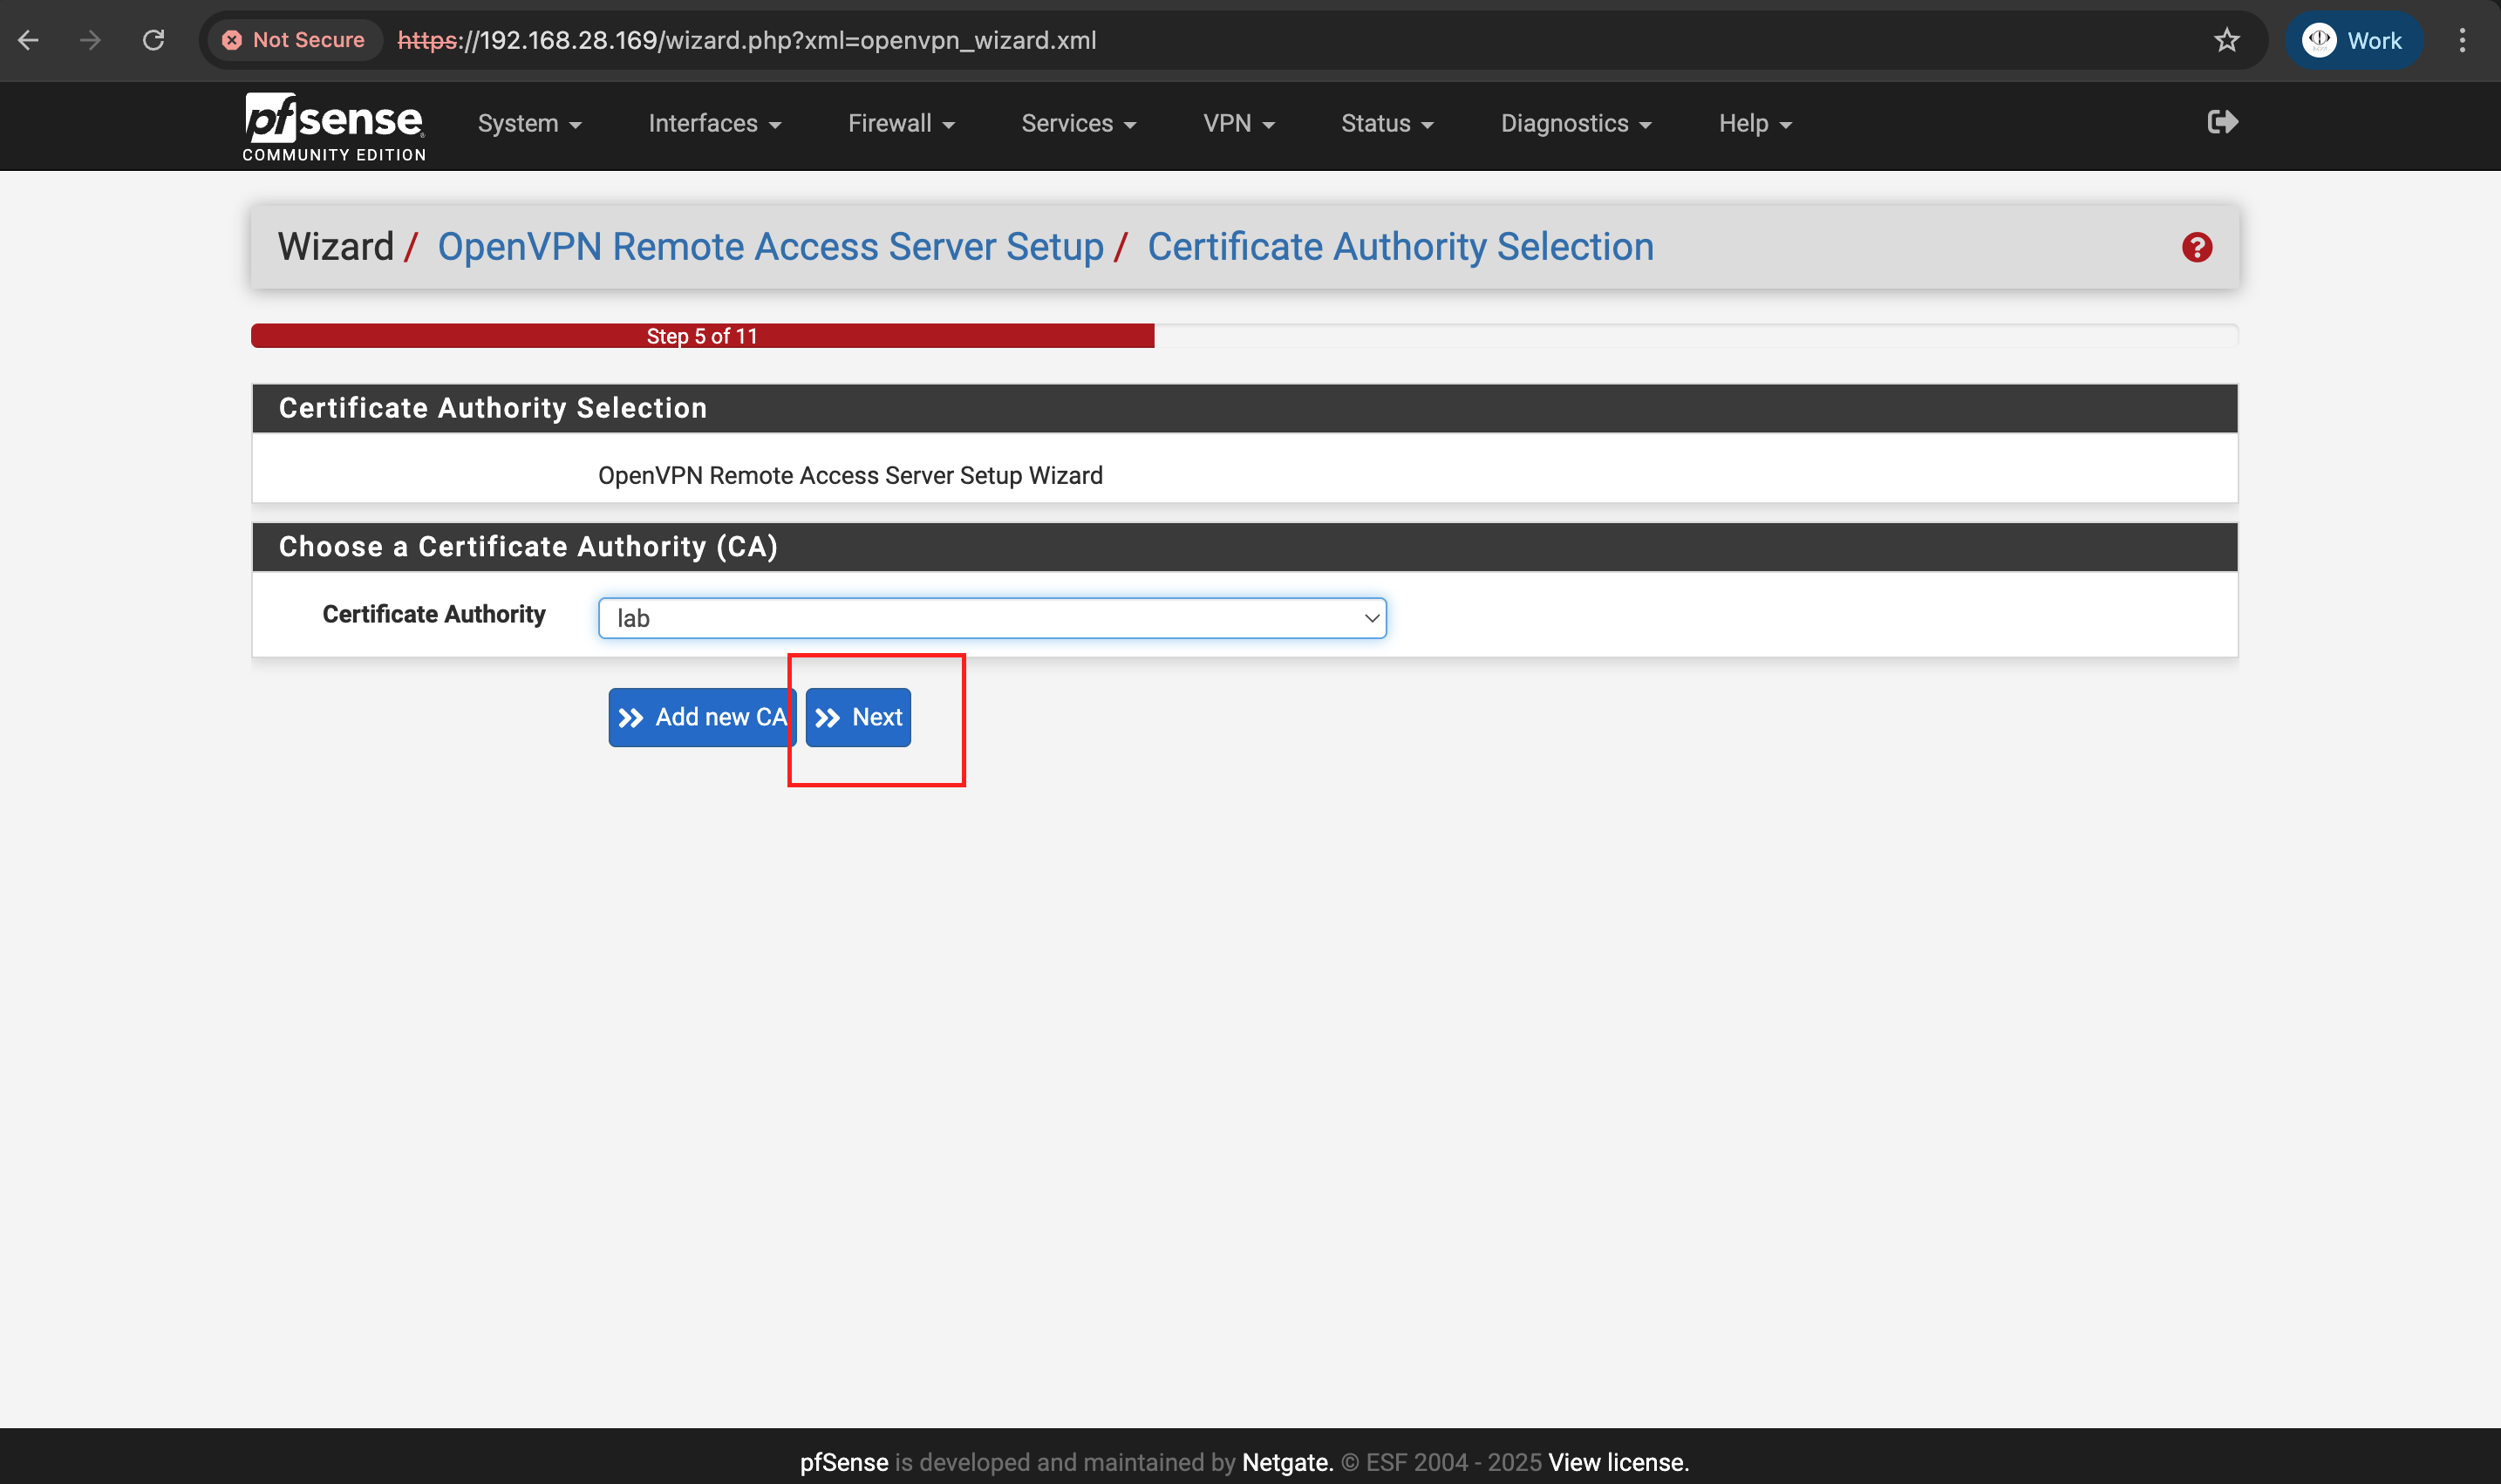 Not Secure https://192.168.28.169/wizard.php?xml=openvpn_wizard.xml Work
pfsense COMMUNITY EDITION
System Interfaces Firewall Services VPN Status Diagnostics Help
Wizard / OpenVPN Remote Access Server Setup / Certificate Authority Selection
Step 5 of 11
Certificate Authority Selection
OpenVPN Remote Access Server Setup Wizard
Choose a Certificate Authority (CA)
Certificate Authority lab
Add new CA Next
pfSense is developed and maintained by Netgate. © ESF 2004 - 2025 View license.